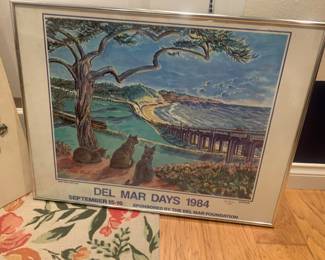 DEL MAR DAYS 1984
SEPTEMBER 15-16 SPONSORED BY THE DEL MAR FOUNDATION